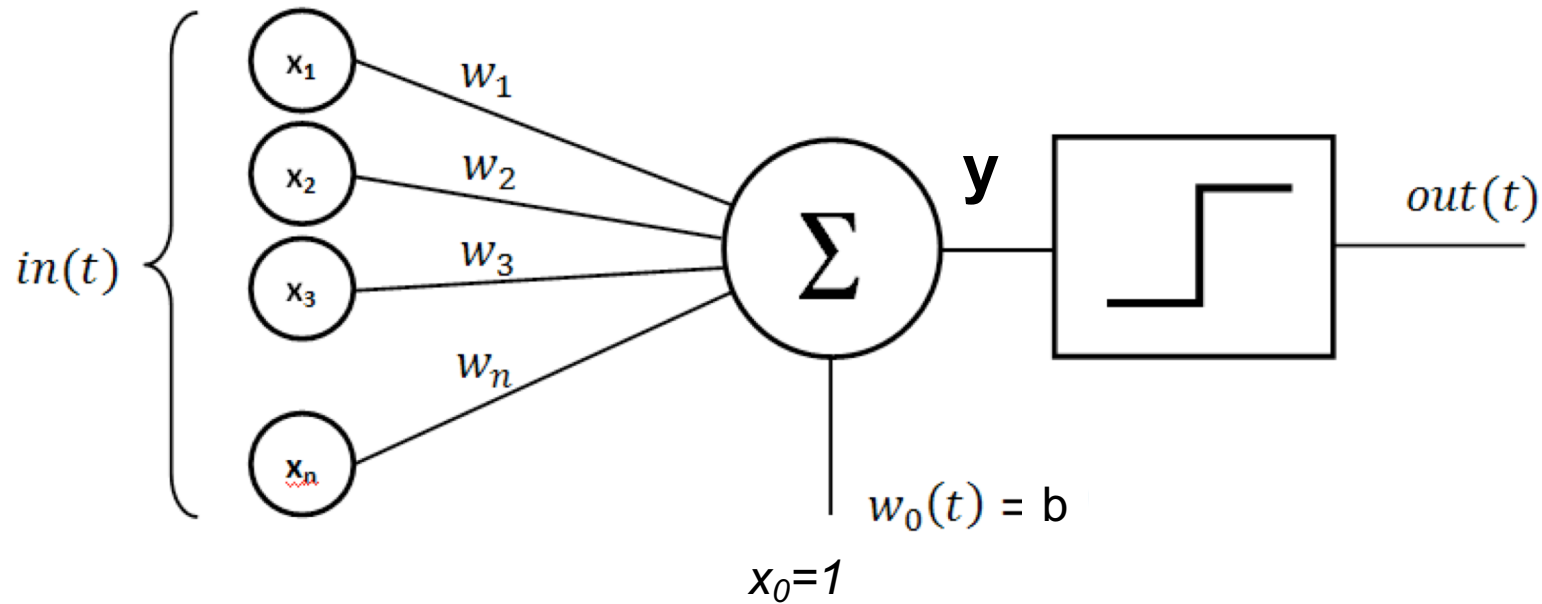 in(t)
x₁
x₂
x₃
xₙ
w₁
w₂
w₃
wₙ
Σ
y
out(t)
w₀(t) = b
x₀=1